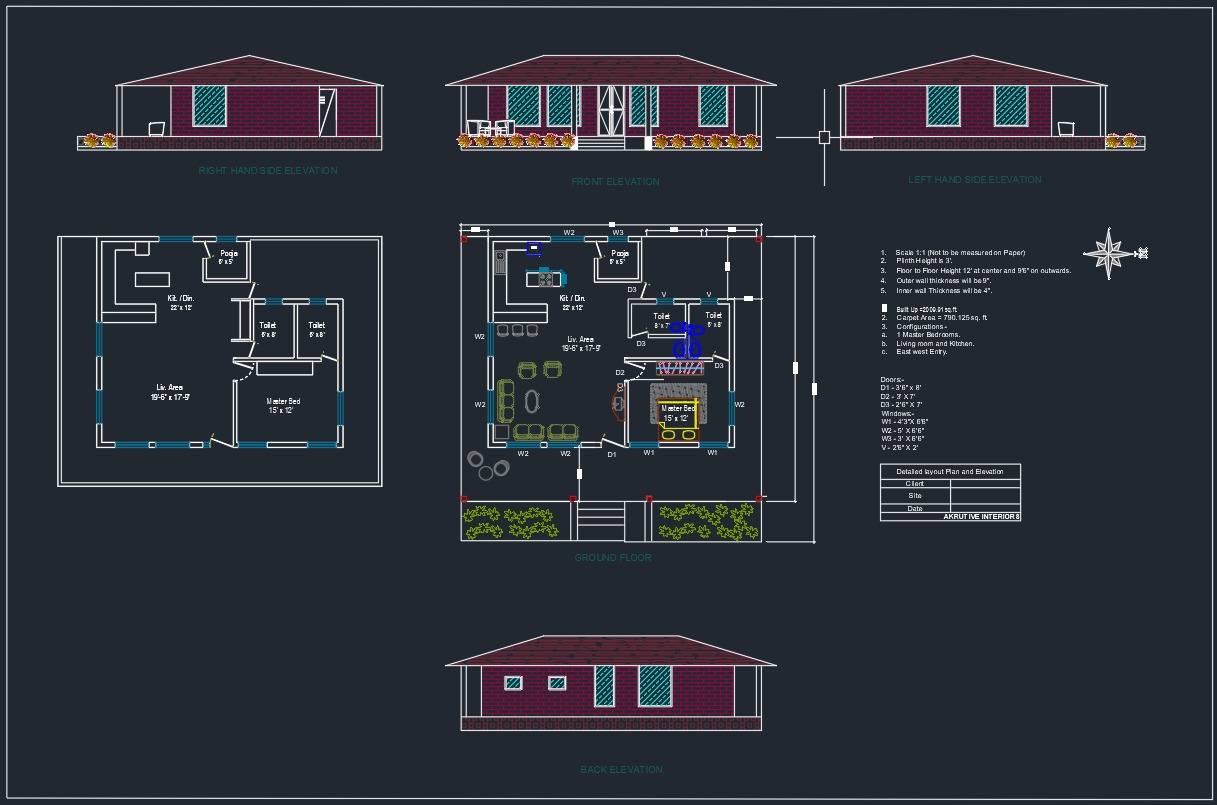 RIGHT HAND SIDE ELEVATION
FRONT ELEVATION
LEFT HAND SIDE ELEVATION
Pooja
6' x 5'
Kit. / Din.
22' x 12'
Toilet
6' x 8'
Toilet
6' x 8'
Liv. Area
19'-6" x 17'-9"
Master Bed
15' x 12'
W2
W3
Pooja
6' x 5'
D3
Kit. / Din.
22' x 12'
V
V
Toilet
8' x 7'
Toilet
6' x 8'
W2
D3
Liv. Area
19'-6" x 17'-9"
D2
D3
W2
Master Bed
15' x 12'
W2
W2
W2
D1
W1
W1
GROUND FLOOR
1. Scale 1:1 (Not to be measured on Paper)
2. Plinth Height is 3'.
3. Floor to Floor Height 12' at center and 9'6" on outwards.
4. Outer wall thickness will be 9".
5. Inner wall Thickness will be 4".
Built Up =2009.91 sq.ft
2. Carpet Area = 790.125 sq. ft.
3. Configurations:-
a. 1 Master Bedrooms.
b. Living room and Kitchen.
c. East west Entry.
Doors:-
D1 - 3'6" x 8'
D2 - 3' X 7'
D3 - 2'6" X 7'
Windows:-
W1 - 4'3"X 6'6"
W2 - 5' X 6'6"
W3 - 3' X 6'6"
V - 2'6" X 2'
Detailed layout Plan and Elevation
Client
Site
Date
AKRUTIVE INTERIORS
BACK ELEVATION